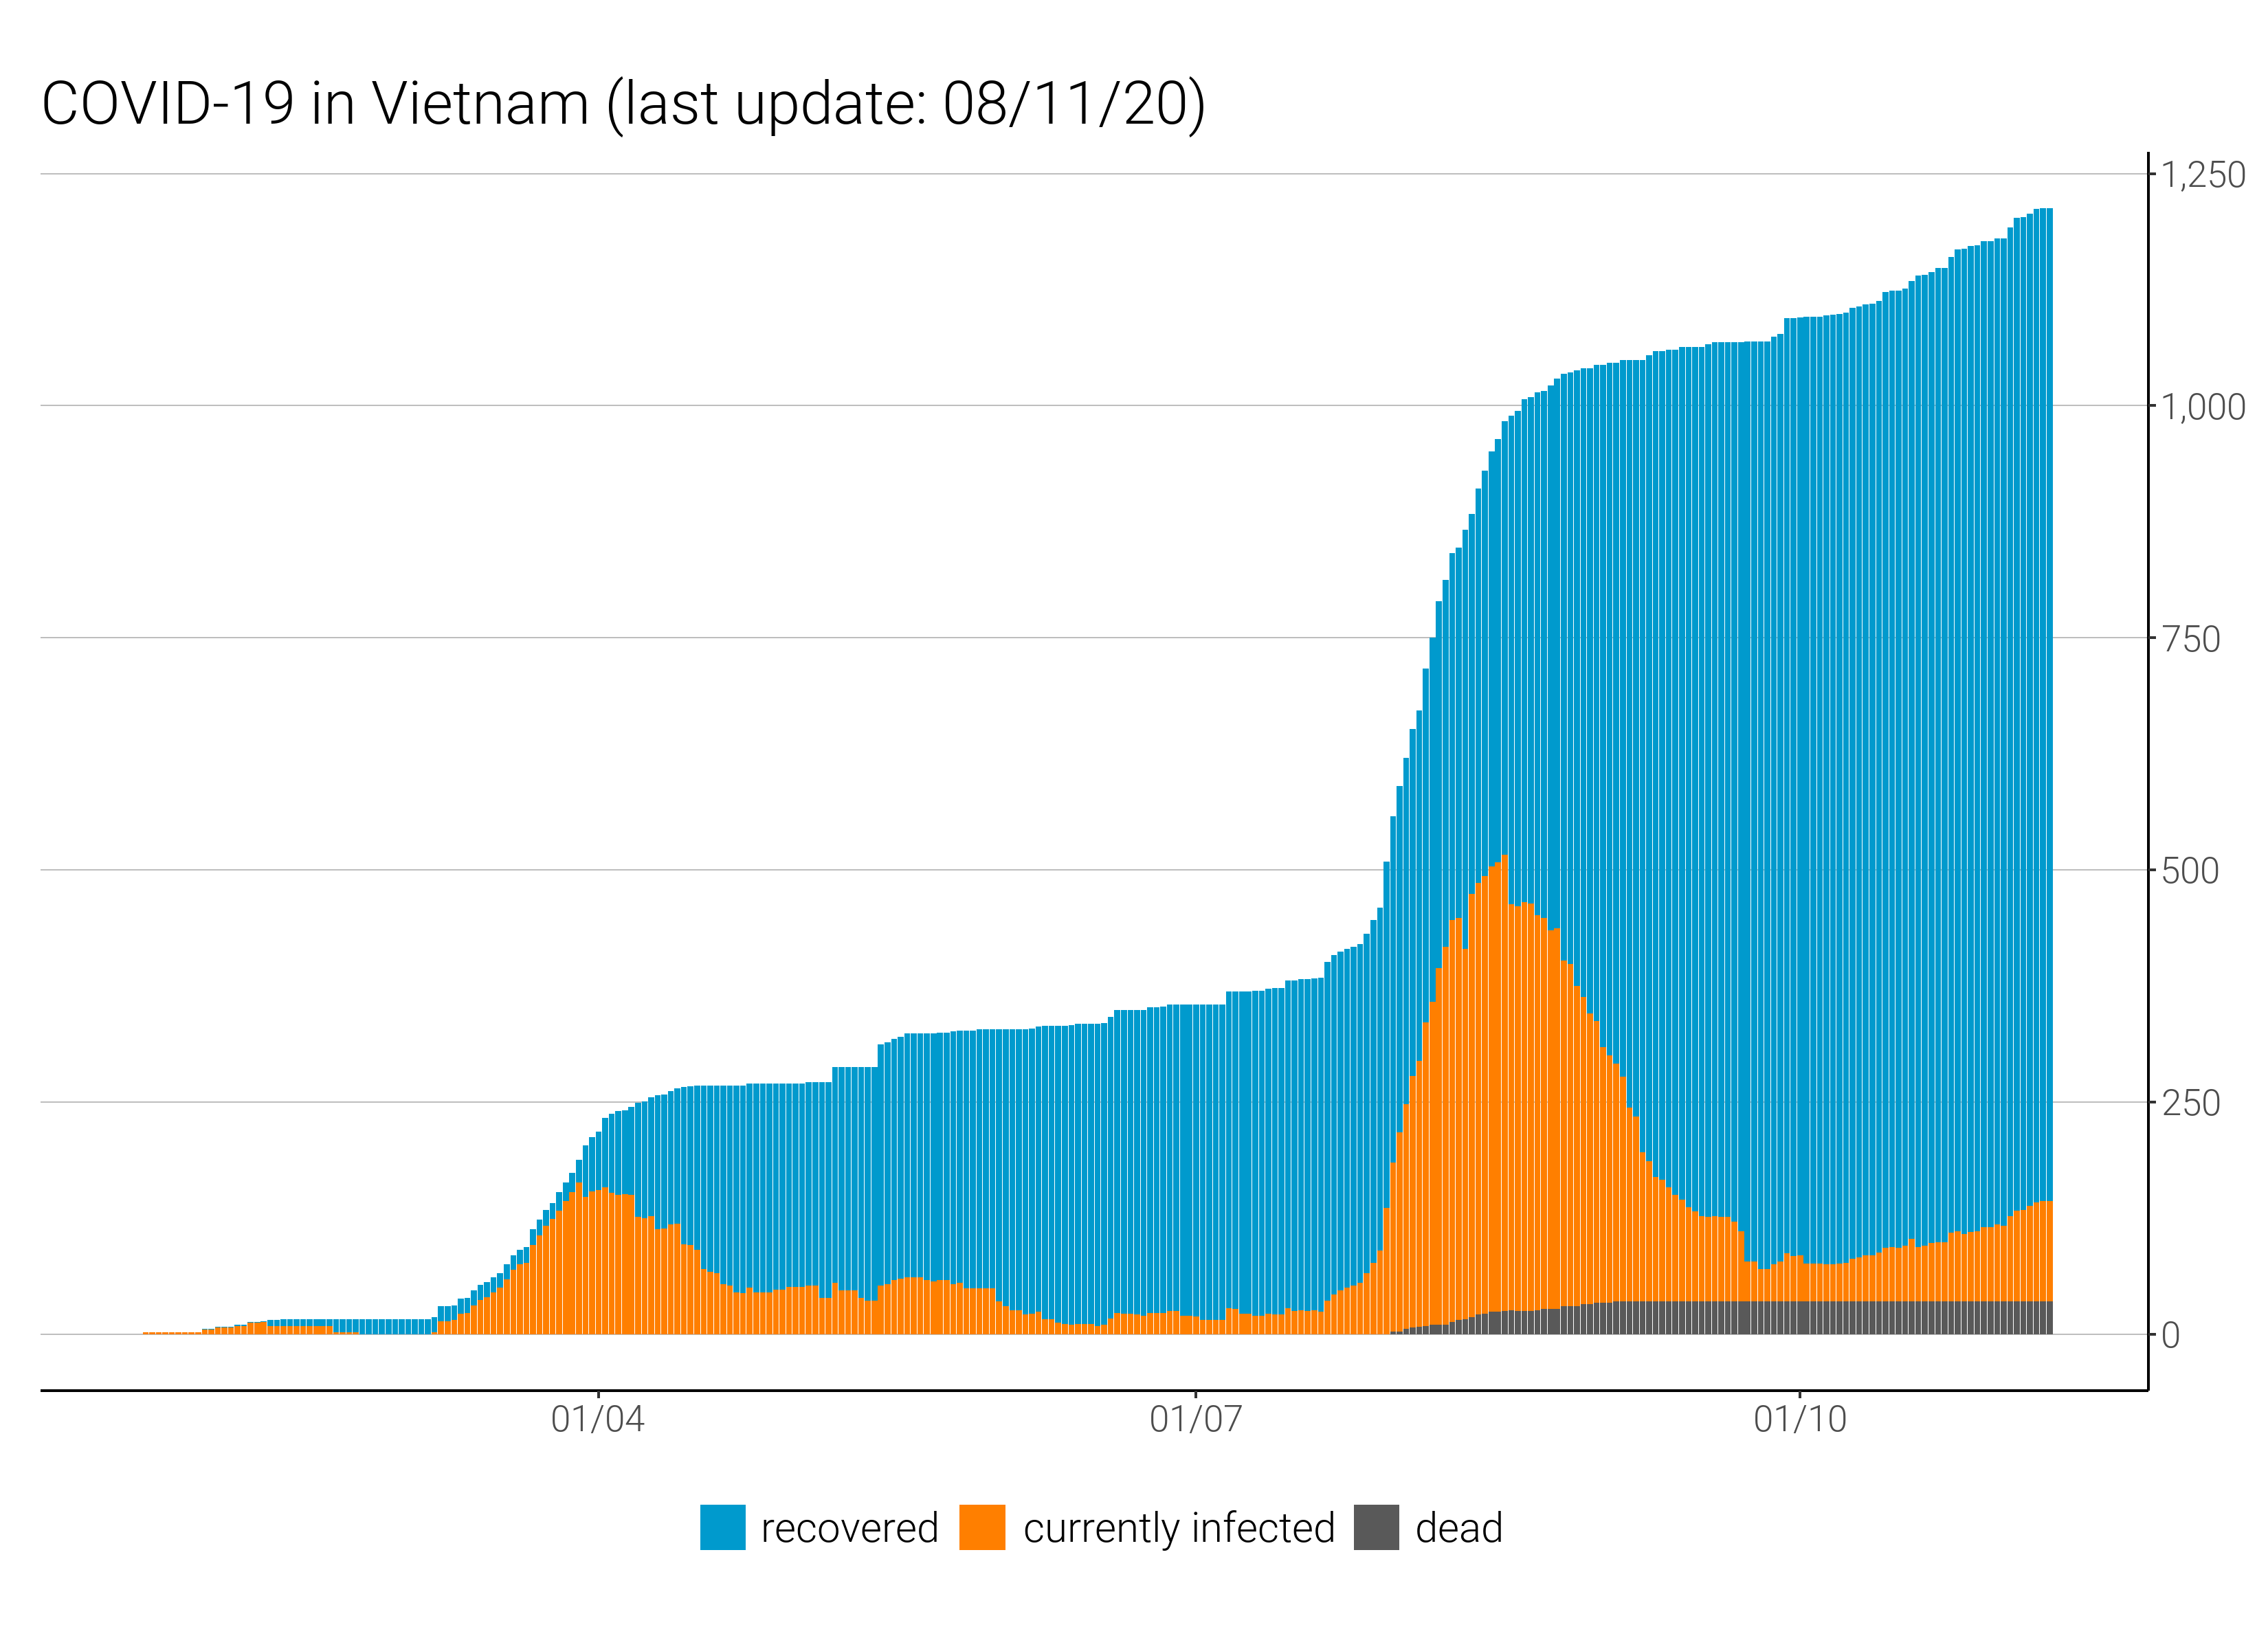 COVID-19 in Vietnam (last update: 08/11/20)
1,250
1,000
750
500
250
0
01/04 01/07 01/10
recovered currently infected dead